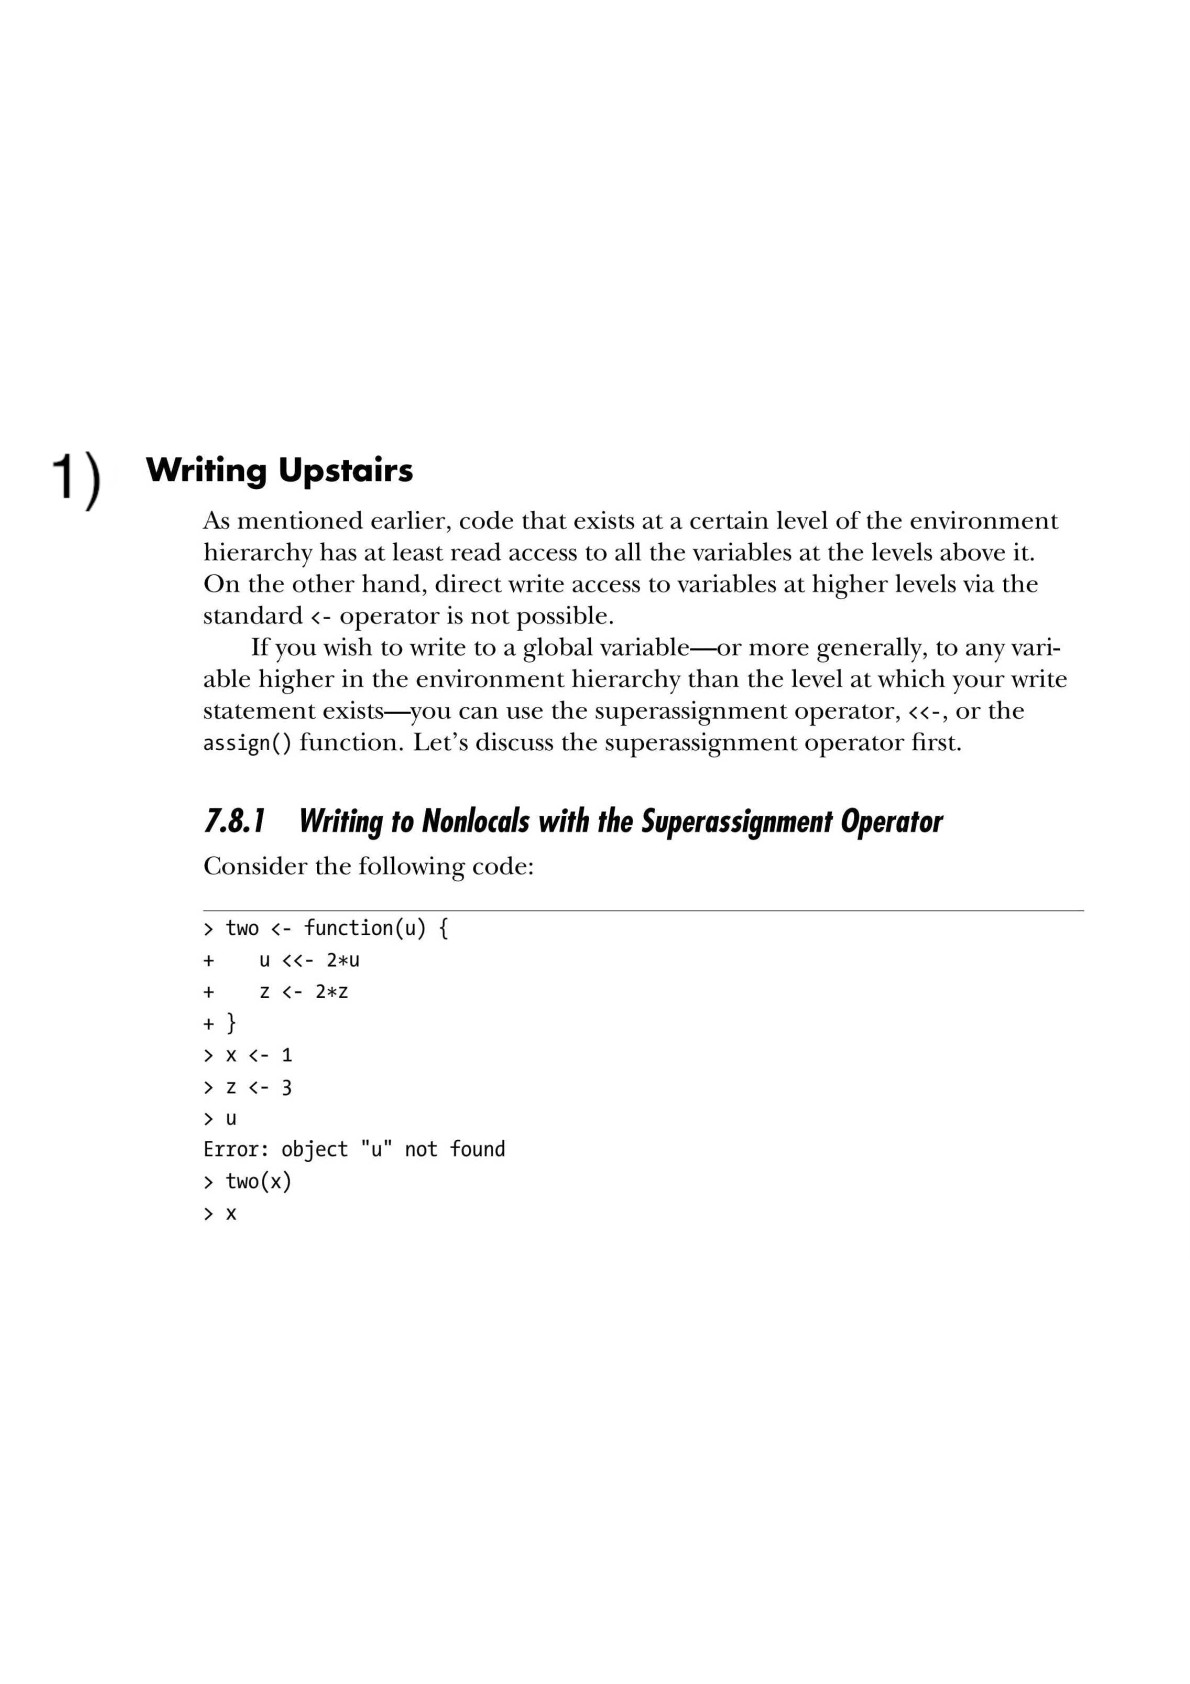 1) Writing Upstairs
As mentioned earlier, code that exists at a certain level of the environment
hierarchy has at least read access to all the variables at the levels above it.
On the other hand, direct write access to variables at higher levels via the
standard <- operator is not possible.
If you wish to write to a global variable—or more generally, to any vari-
able higher in the environment hierarchy than the level at which your write
statement exists—you can use the superassignment operator, <<-, or the
assign() function. Let’s discuss the superassignment operator first.
7.8.1 Writing to Nonlocals with the Superassignment Operator
Consider the following code:
> two <- function(u) {
+    u <<- 2*u
+    z <- 2*z
+ }
> x <- 1
> z <- 3
> u
Error: object "u" not found
> two(x)
> x